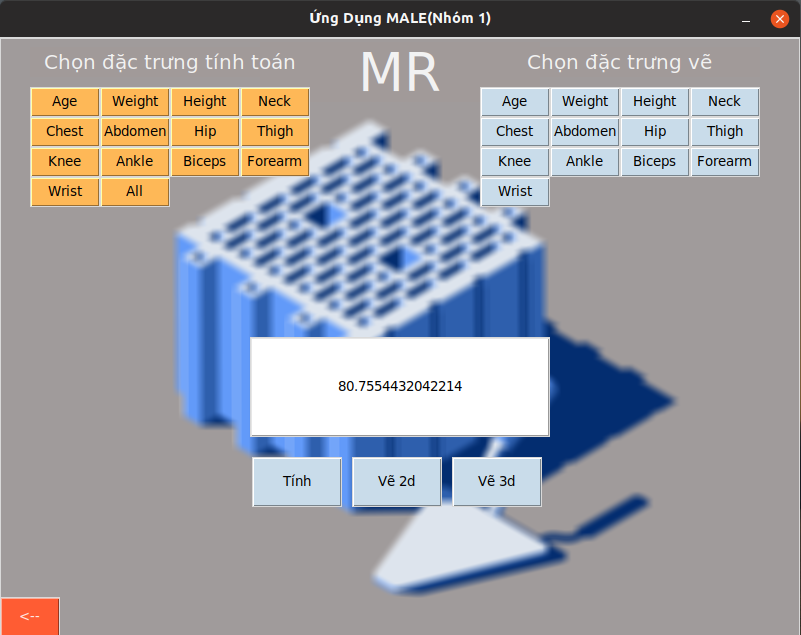 Ứng Dụng MALE(Nhóm 1)
Chọn đặc trưng tính toán
MR
Chọn đặc trưng vẽ
Age Weight Height Neck
Chest Abdomen Hip Thigh
Knee Ankle Biceps Forearm
Wrist All
Age Weight Height Neck
Chest Abdomen Hip Thigh
Knee Ankle Biceps Forearm
Wrist
80.7554432042214
Tính Vẽ 2d Vẽ 3d
<--